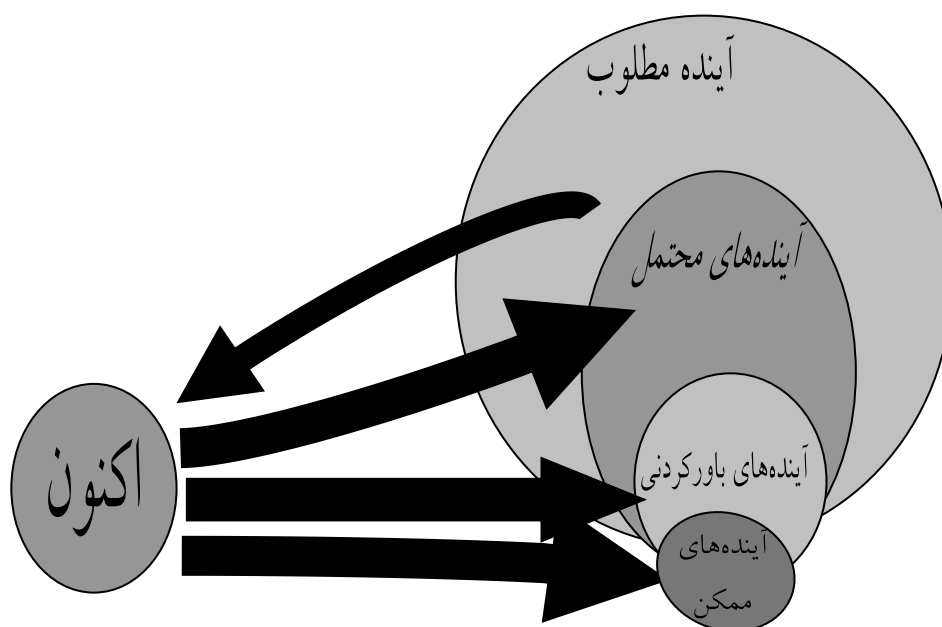 آینده مطلوب
آینده‌های محتمل
آینده‌های باورکردنی
آینده‌های
ممکن
اکنون